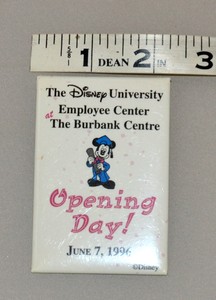 1 DEAN 2 IN 3
The Disney University
at Employee Center
The Burbank Centre
Opening
Day!
JUNE 7, 1996
©Disney